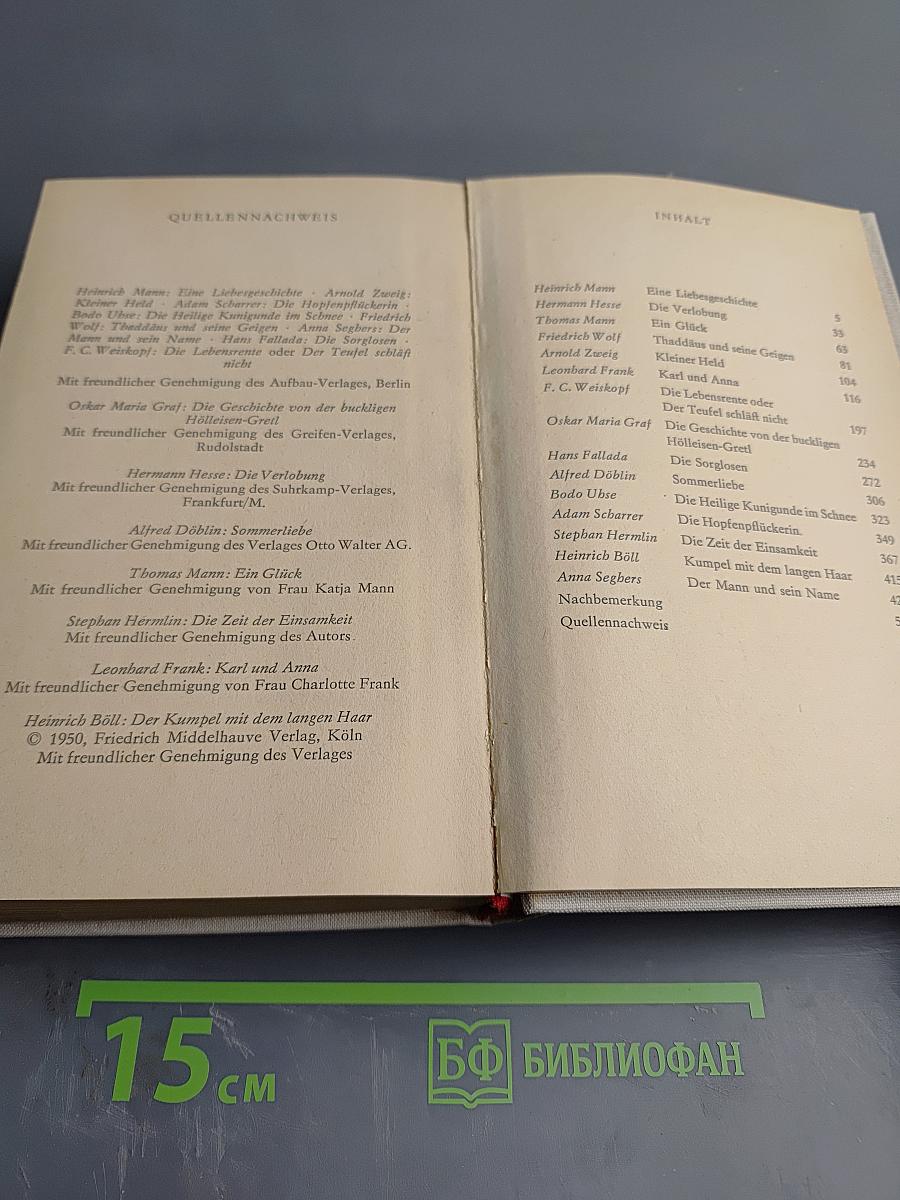 QUELLENNACHWEIS
Heinrich Mann: Eine Liebesgeschichte · Arnold Zweig:
Kleiner Held · Adam Scharrer: Die Hopfenpflückerin ·
Bodo Uhse: Die Heilige Kunigunde im Schnee · Friedrich
Wolf: Thaddäus und seine Geigen · Anna Seghers: Der
Mann und sein Name · Hans Fallada: Die Sorglosen ·
F. C. Weiskopf: Die Lebensrente oder Der Teufel schläft
nicht
Mit freundlicher Genehmigung des Aufbau-Verlages, Berlin
Oskar Maria Graf: Die Geschichte von der buckligen
Hölleisen-Gretl
Mit freundlicher Genehmigung des Greifen-Verlages,
Rudolstadt
Hermann Hesse: Die Verlobung
Mit freundlicher Genehmigung des Suhrkamp-Verlages,
Frankfurt/M.
Alfred Döblin: Sommerliebe
Mit freundlicher Genehmigung des Verlages Otto Walter AG.
Thomas Mann: Ein Glück
Mit freundlicher Genehmigung von Frau Katja Mann
Stephan Hermlin: Die Zeit der Einsamkeit
Mit freundlicher Genehmigung des Autors.
Leonhard Frank: Karl und Anna
Mit freundlicher Genehmigung von Frau Charlotte Frank
Heinrich Böll: Der Kumpel mit dem langen Haar
© 1950, Friedrich Middelhauve Verlag, Köln
Mit freundlicher Genehmigung des Verlages
INHALT
Heinrich Mann Eine Liebesgeschichte 5
Hermann Hesse Die Verlobung 33
Thomas Mann Ein Glück 63
Friedrich Wolf Thaddäus und seine Geigen 81
Arnold Zweig Kleiner Held 104
Leonhard Frank Karl und Anna 116
F. C. Weiskopf Die Lebensrente oder
Der Teufel schläft nicht 197
Oskar Maria Graf Die Geschichte von der buckligen
Hölleisen-Gretl 234
Hans Fallada Die Sorglosen 272
Alfred Döblin Sommerliebe 306
Bodo Uhse Die Heilige Kunigunde im Schnee 323
Adam Scharrer Die Hopfenpflückerin 349
Stephan Hermlin Die Zeit der Einsamkeit 367
Heinrich Böll Kumpel mit dem langen Haar 415
Anna Seghers Der Mann und sein Name
Nachbemerkung
Quellennachweis
15 см
БФ БИБЛИОФАН